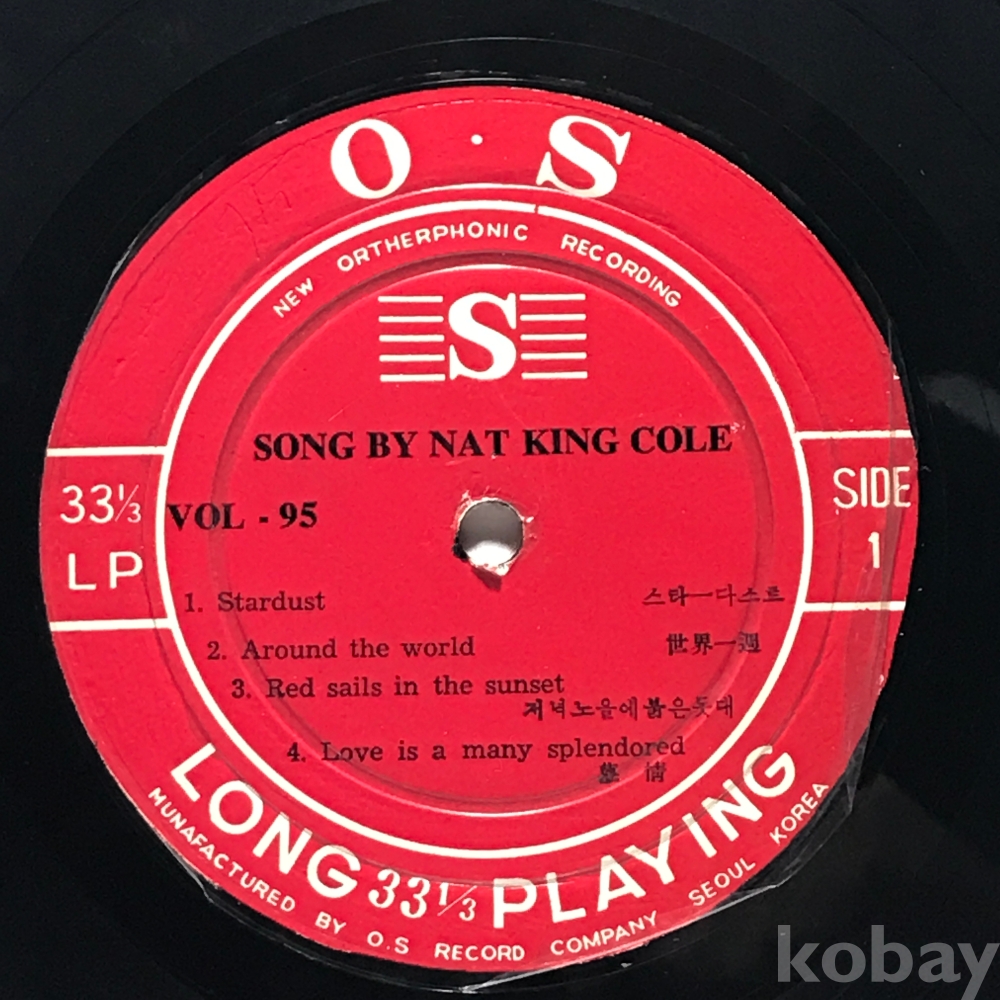 O . S
NEW ORTHERPHONIC RECORDING
S
SONG BY NAT KING COLE
33⅓
LP
VOL - 95
SIDE
1
1. Stardust 스타ㅡ다스트
2. Around the world 世界一週
3. Red sails in the sunset
저녁노을에붉은돛대
4. Love is a many splendored
慕情
LONG 33⅓ PLAYING
MUNAFACTURED BY O.S RECORD COMPANY SEOUL KOREA
kobay